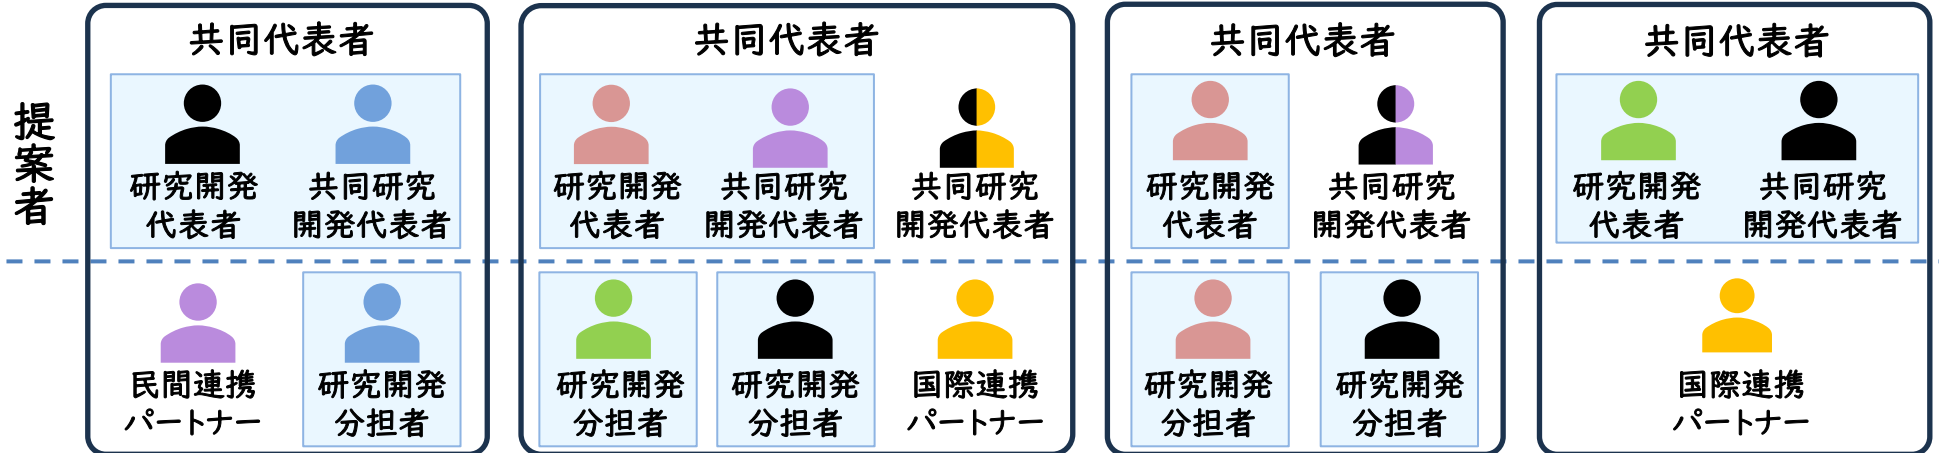 提案者
共同代表者
研究開発
代表者
共同研究
開発代表者
民間連携
パートナー
研究開発
分担者
共同代表者
研究開発
代表者
共同研究
開発代表者
共同研究
開発代表者
研究開発
分担者
研究開発
分担者
国際連携
パートナー
共同代表者
研究開発
代表者
共同研究
開発代表者
研究開発
分担者
研究開発
分担者
共同代表者
研究開発
代表者
共同研究
開発代表者
国際連携
パートナー